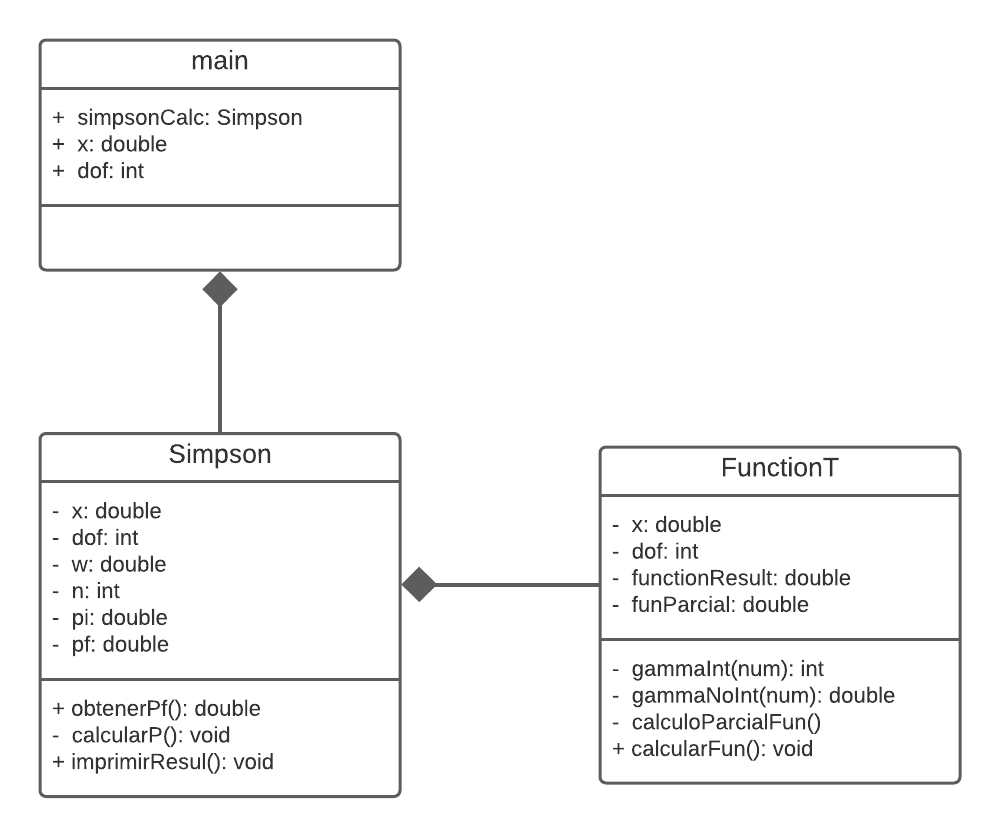 main
+ simpsonCalc: Simpson
+ x: double
+ dof: int
Simpson
- x: double
- dof: int
- w: double
- n: int
- pi: double
- pf: double
+ obtenerPf(): double
- calcularP(): void
+ imprimirResul(): void
FunctionT
- x: double
- dof: int
- functionResult: double
- funParcial: double
- gammaInt(num): int
- gammaNoInt(num): double
- calculoParcialFun()
+ calcularFun(): void